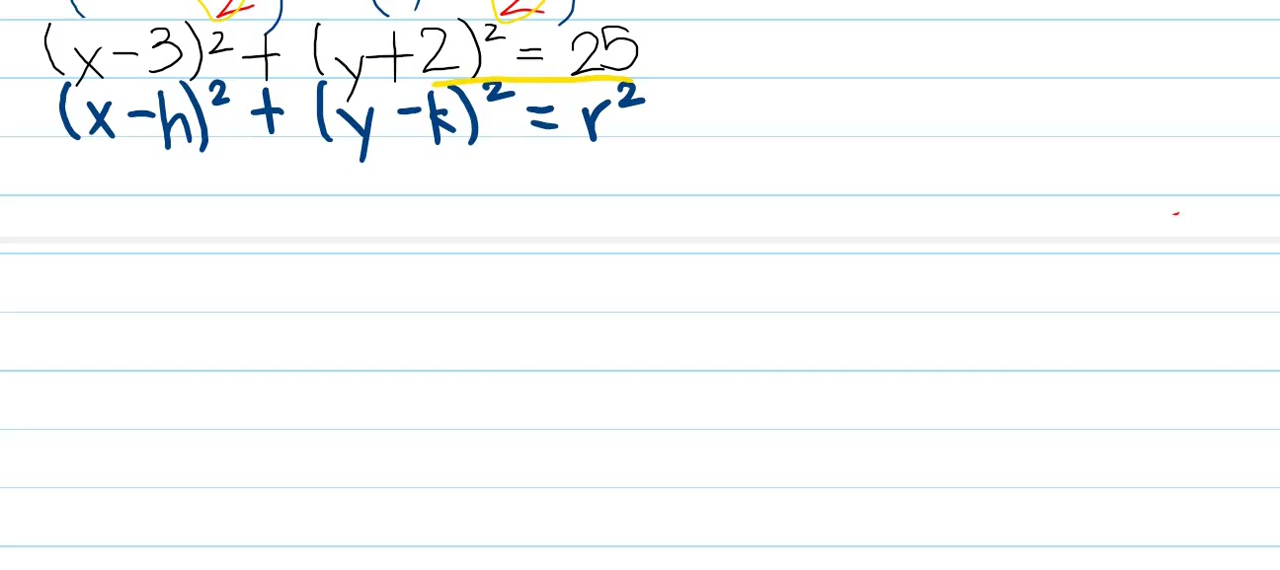 (x-3)² + (y+2)² = 25
(x-h)² + (y-k)² = r²